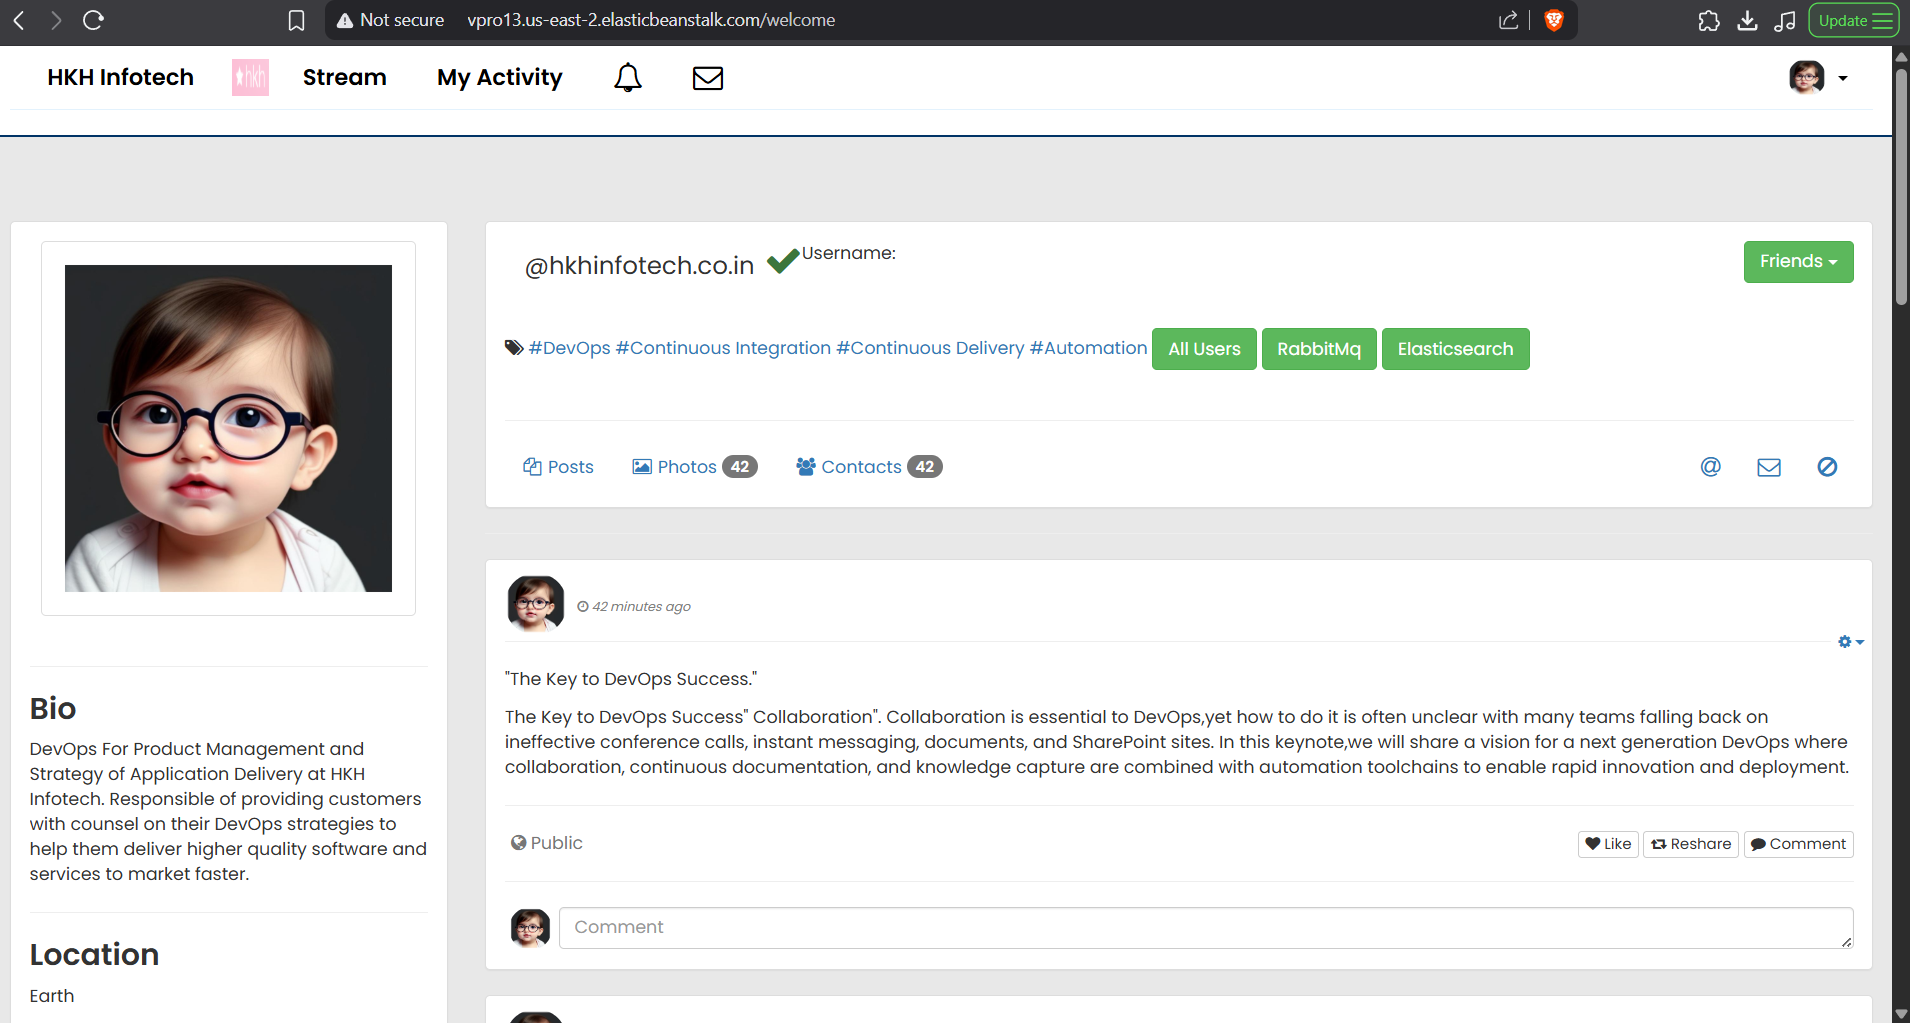 Not secure vpro13.us-east-2.elasticbeanstalk.com/welcome
Update
HKH Infotech hkh Stream My Activity
@hkhinfotech.co.in Username:
Friends
#DevOps #Continuous Integration #Continuous Delivery #Automation All Users RabbitMq Elasticsearch
Posts Photos 42 Contacts 42
42 minutes ago
"The Key to DevOps Success."
The Key to DevOps Success" Collaboration". Collaboration is essential to DevOps,yet how to do it is often unclear with many teams falling back on
ineffective conference calls, instant messaging, documents, and SharePoint sites. In this keynote,we will share a vision for a next generation DevOps where
collaboration, continuous documentation, and knowledge capture are combined with automation toolchains to enable rapid innovation and deployment.
Public
Like Reshare Comment
Comment
Bio
DevOps For Product Management and
Strategy of Application Delivery at HKH
Infotech. Responsible of providing customers
with counsel on their DevOps strategies to
help them deliver higher quality software and
services to market faster.
Location
Earth